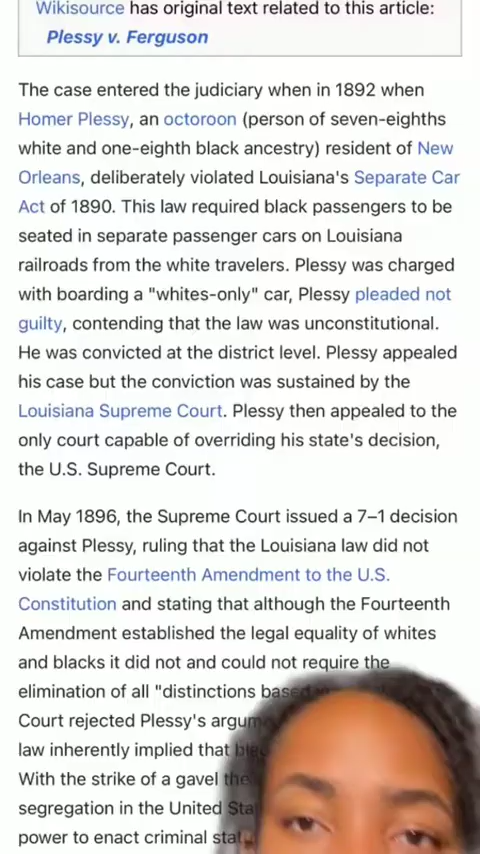 Wikisource has original text related to this article:
Plessy v. Ferguson
The case entered the judiciary when in 1892 when
Homer Plessy, an octoroon (person of seven-eighths
white and one-eighth black ancestry) resident of New
Orleans, deliberately violated Louisiana's Separate Car
Act of 1890. This law required black passengers to be
seated in separate passenger cars on Louisiana
railroads from the white travelers. Plessy was charged
with boarding a "whites-only" car, Plessy pleaded not
guilty, contending that the law was unconstitutional.
He was convicted at the district level. Plessy appealed
his case but the conviction was sustained by the
Louisiana Supreme Court. Plessy then appealed to the
only court capable of overriding his state's decision,
the U.S. Supreme Court.
In May 1896, the Supreme Court issued a 7–1 decision
against Plessy, ruling that the Louisiana law did not
violate the Fourteenth Amendment to the U.S.
Constitution and stating that although the Fourteenth
Amendment established the legal equality of whites
and blacks it did not and could not require the
elimination of all "distinctions based
Court rejected Plessy's
law inherently implied that
With the strike of a gavel the
segregation in the United
power to enact criminal